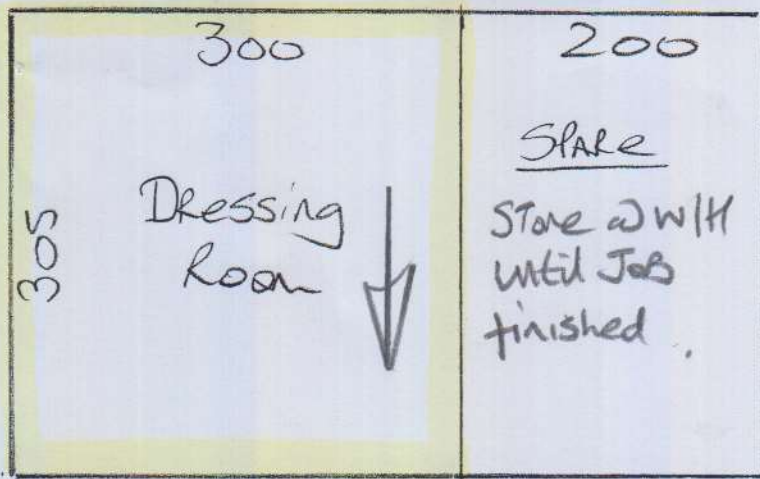 300
200
305
Dressing
Room
SPARE
Store @ W/H
until JOB
finished.